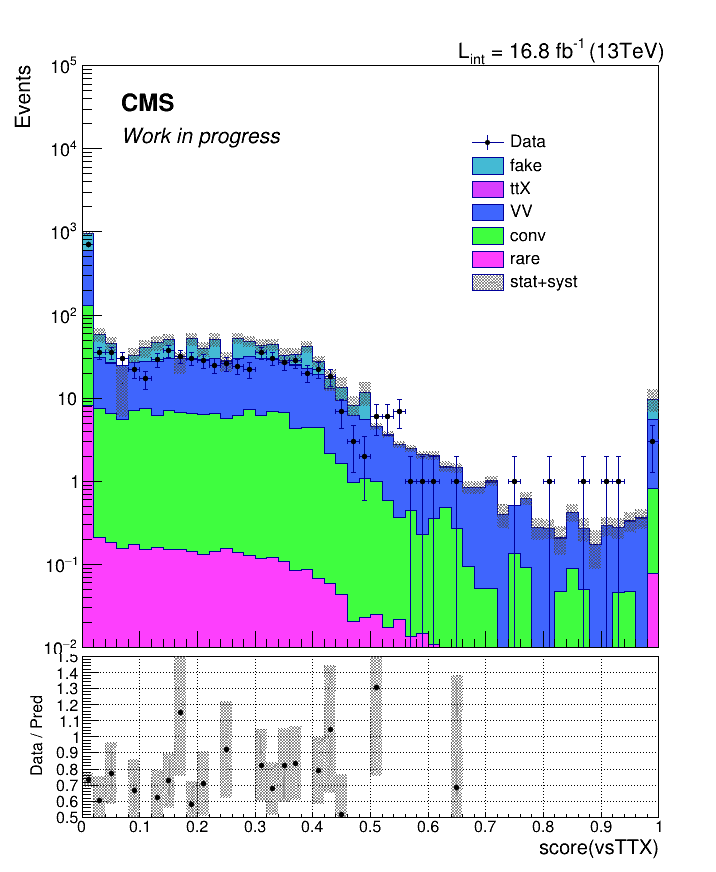 L_int = 16.8 fb^-1 (13TeV)
Events
CMS
Work in progress
Data
fake
ttX
VV
conv
rare
stat+syst
10^5
10^4
10^3
10^2
10
1
10^-1
10^-2
Data / Pred
1.5
1.4
1.3
1.2
1.1
1
0.9
0.8
0.7
0.6
0.5
0 0.1 0.2 0.3 0.4 0.5 0.6 0.7 0.8 0.9 1
score(vsTTX)